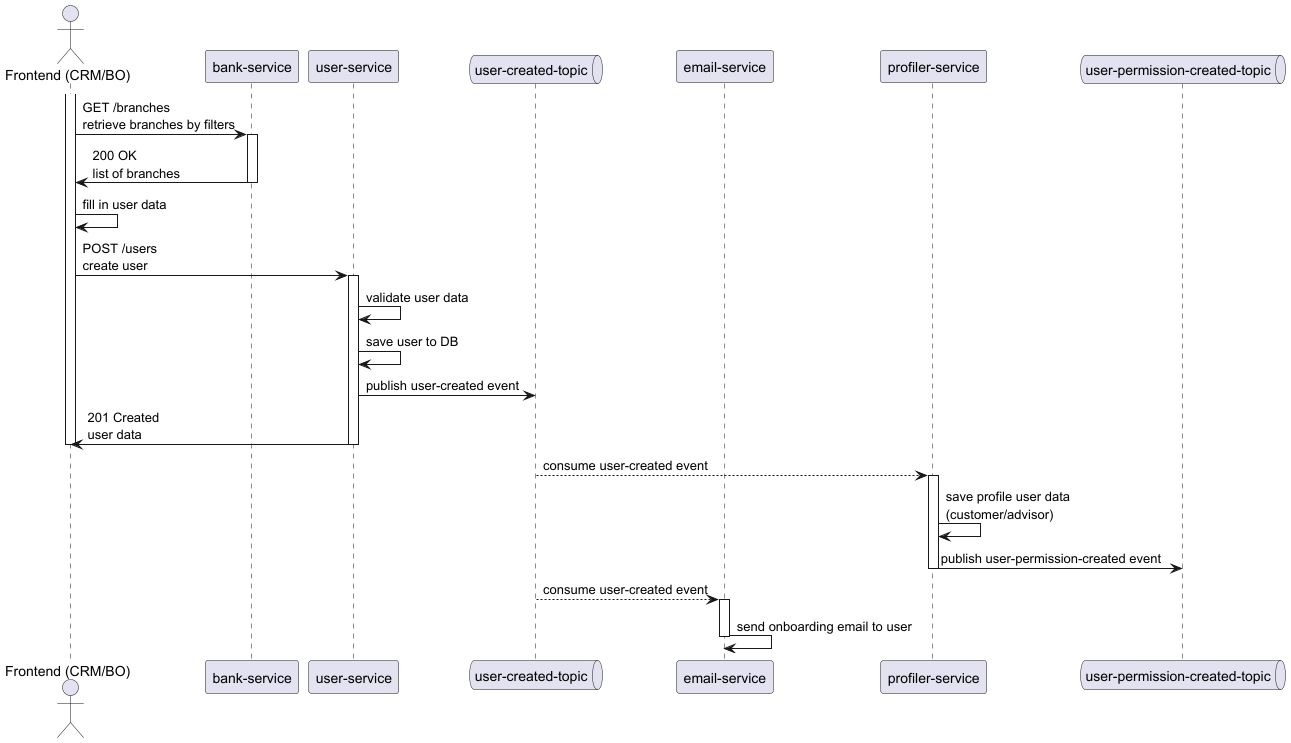 Frontend (CRM/BO)
bank-service
user-service
user-created-topic
email-service
profiler-service
user-permission-created-topic
GET /branches
retrieve branches by filters
200 OK
list of branches
fill in user data
POST /users
create user
validate user data
save user to DB
publish user-created event
201 Created
user data
consume user-created event
save profile user data
(customer/advisor)
publish user-permission-created event
consume user-created event
send onboarding email to user
Frontend (CRM/BO)
bank-service
user-service
user-created-topic
email-service
profiler-service
user-permission-created-topic